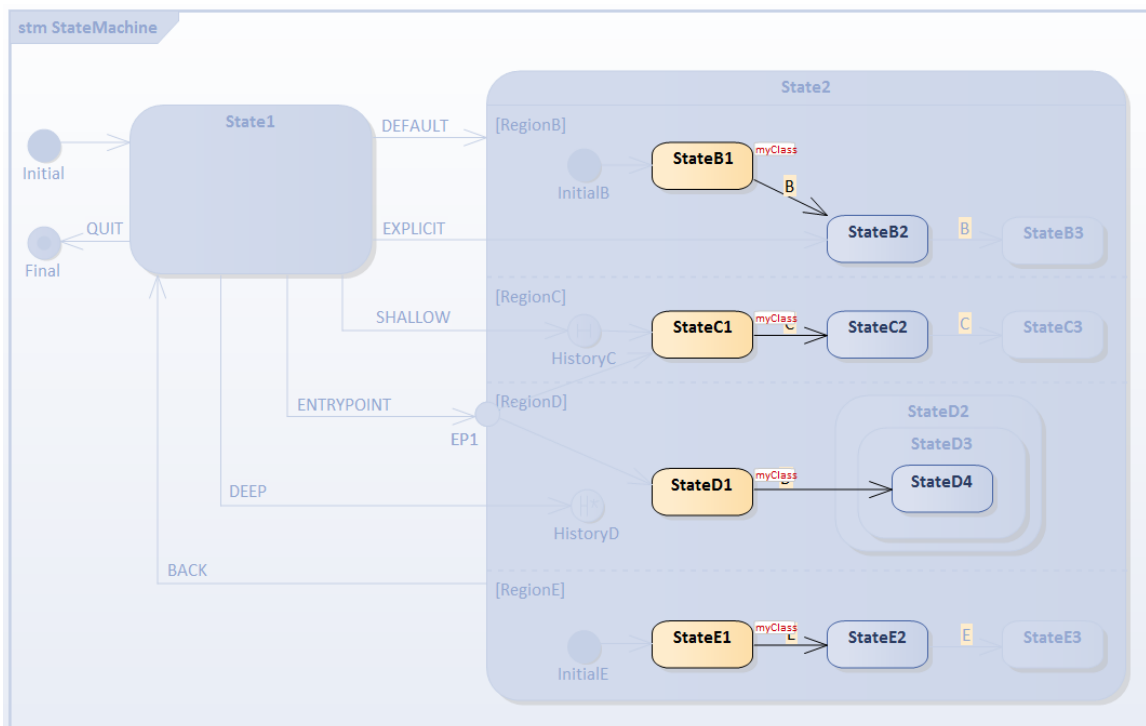 stm StateMachine
State2
State1
DEFAULT
[RegionB]
Initial
InitialB
StateB1
myClass
B
QUIT
Final
EXPLICIT
StateB2
B
StateB3
[RegionC]
SHALLOW
HistoryC
StateC1
myClass
StateC2
C
StateC3
ENTRYPOINT
EP1
[RegionD]
StateD2
StateD3
StateD1
myClass
StateD4
DEEP
HistoryD
BACK
[RegionE]
InitialE
StateE1
myClass
StateE2
E
StateE3